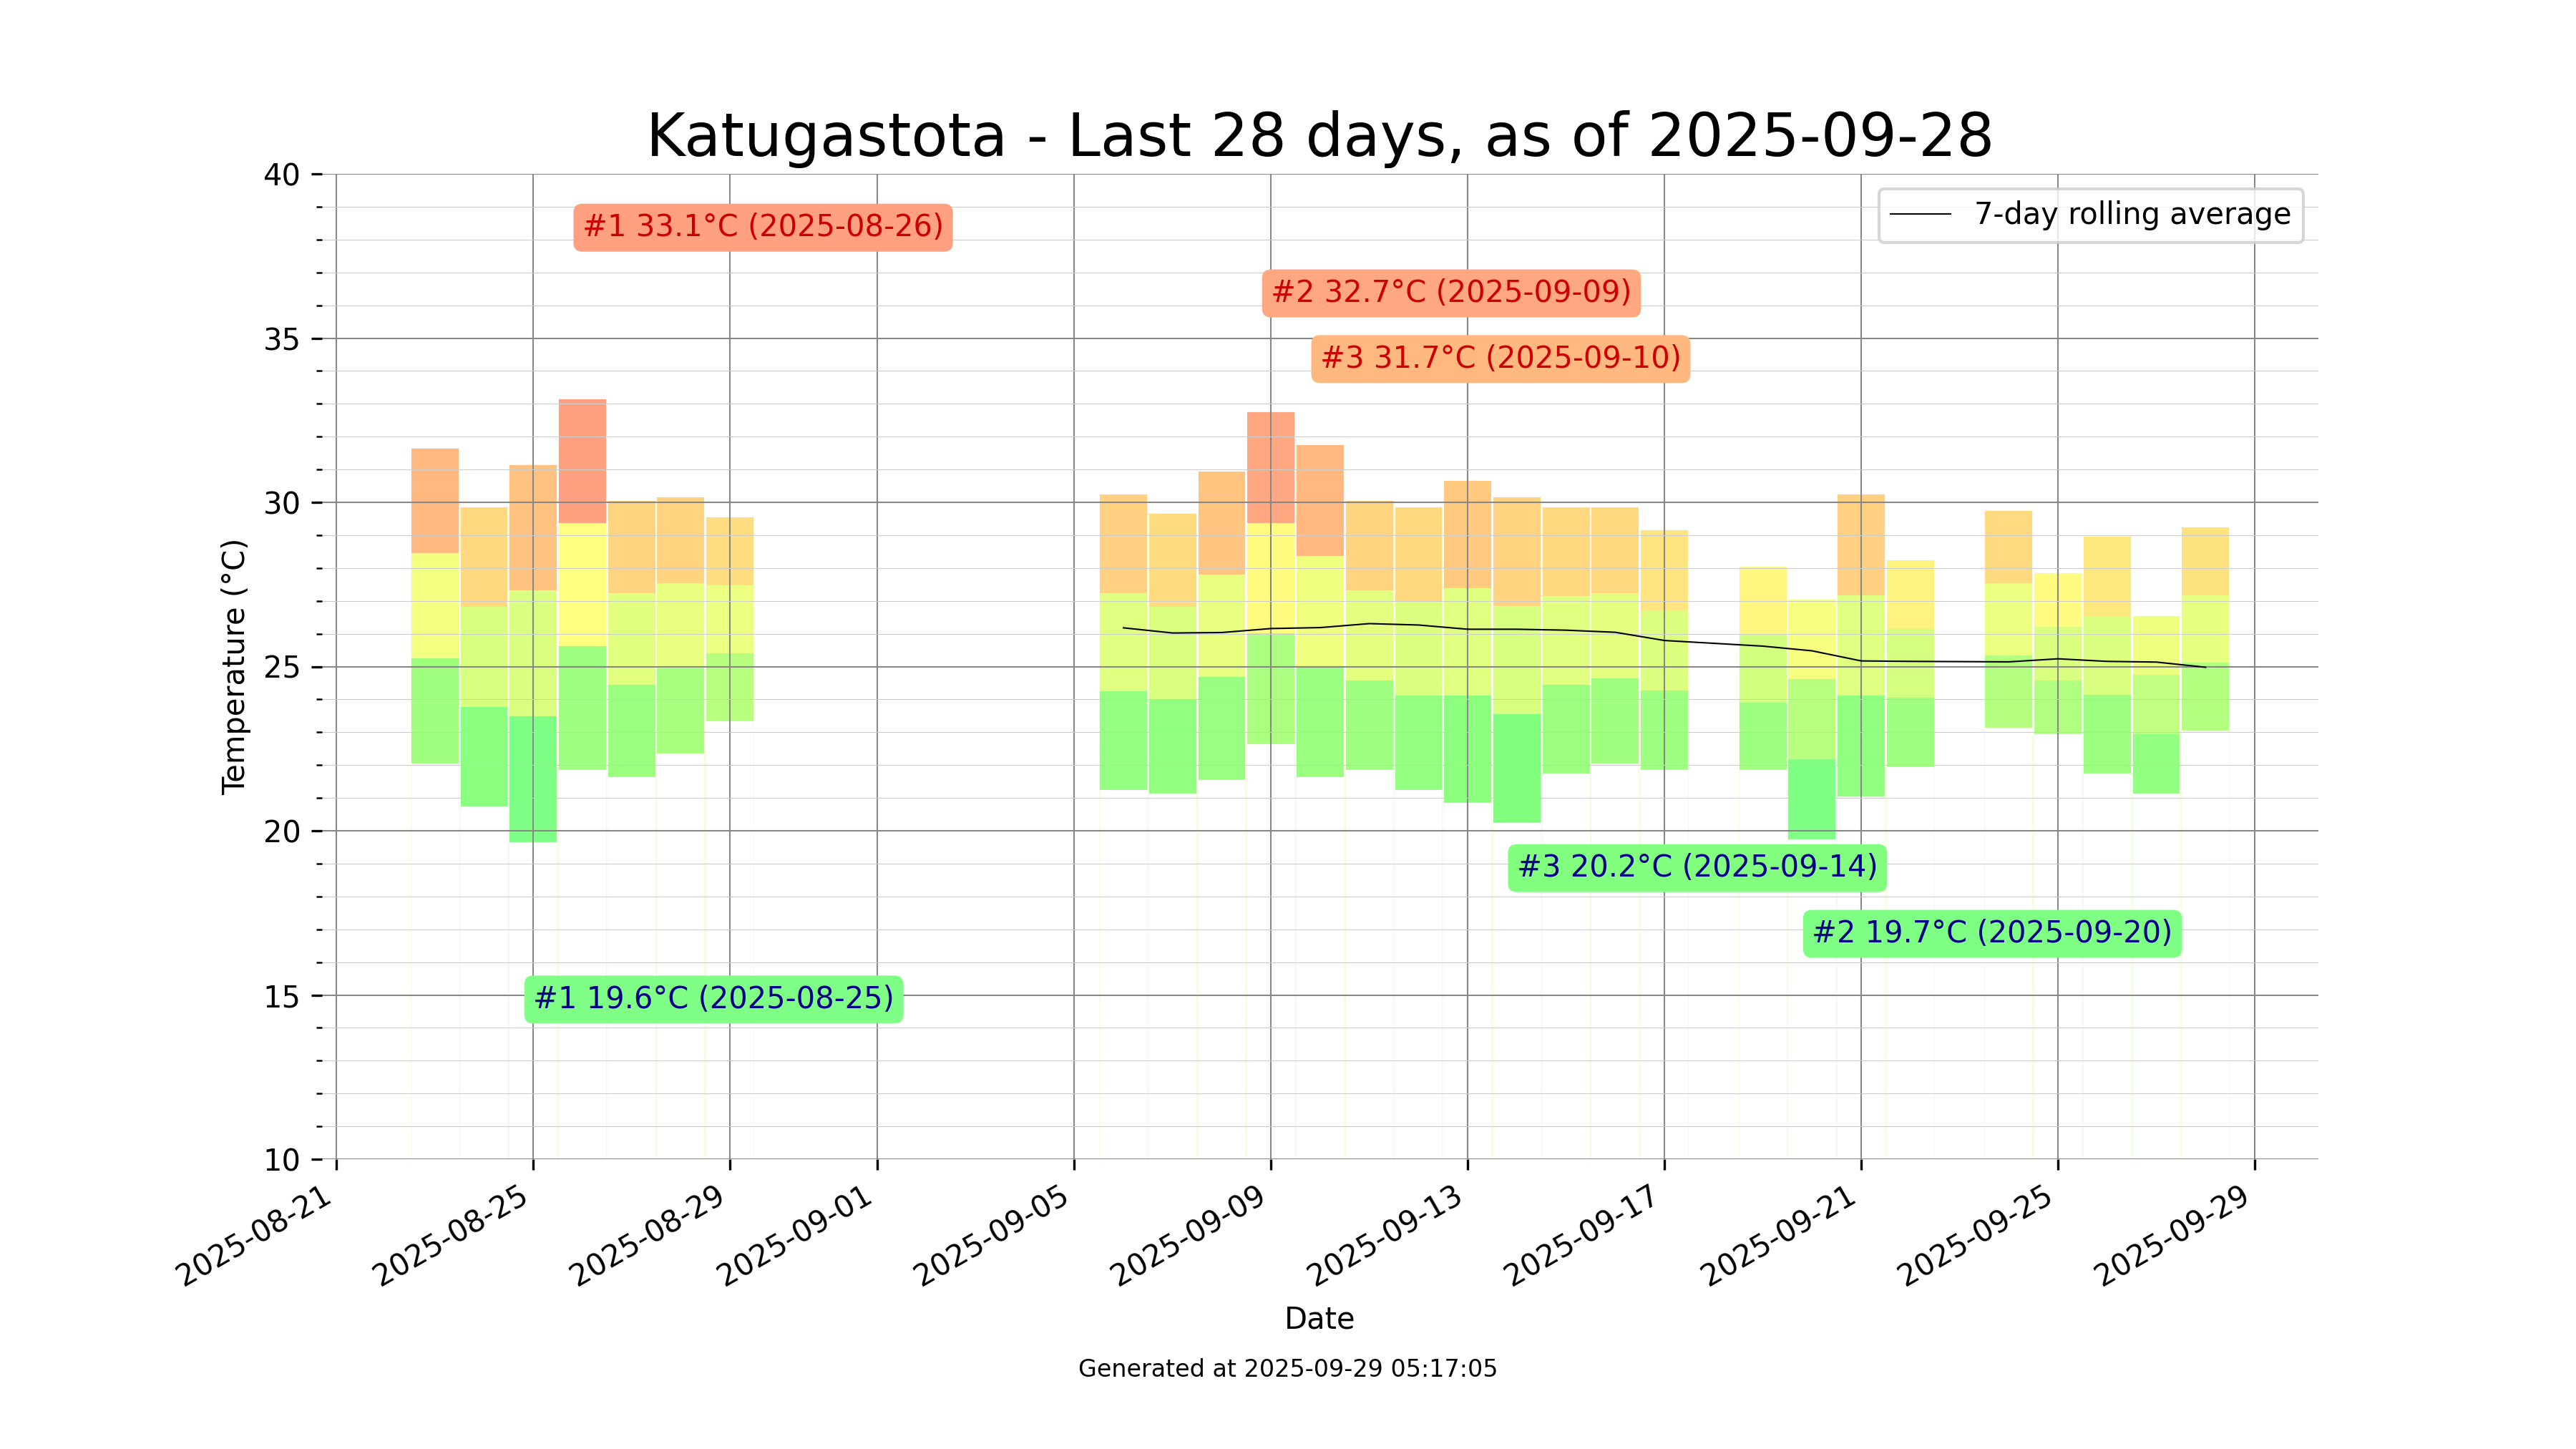 Katugastota - Last 28 days, as of 2025-09-28
7-day rolling average
#1 33.1°C (2025-08-26)
#2 32.7°C (2025-09-09)
#3 31.7°C (2025-09-10)
#3 20.2°C (2025-09-14)
#2 19.7°C (2025-09-20)
#1 19.6°C (2025-08-25)
Temperature (°C)
40
35
30
25
20
15
10
2025-08-21
2025-08-25
2025-08-29
2025-09-01
2025-09-05
2025-09-09
2025-09-13
2025-09-17
2025-09-21
2025-09-25
2025-09-29
Date
Generated at 2025-09-29 05:17:05